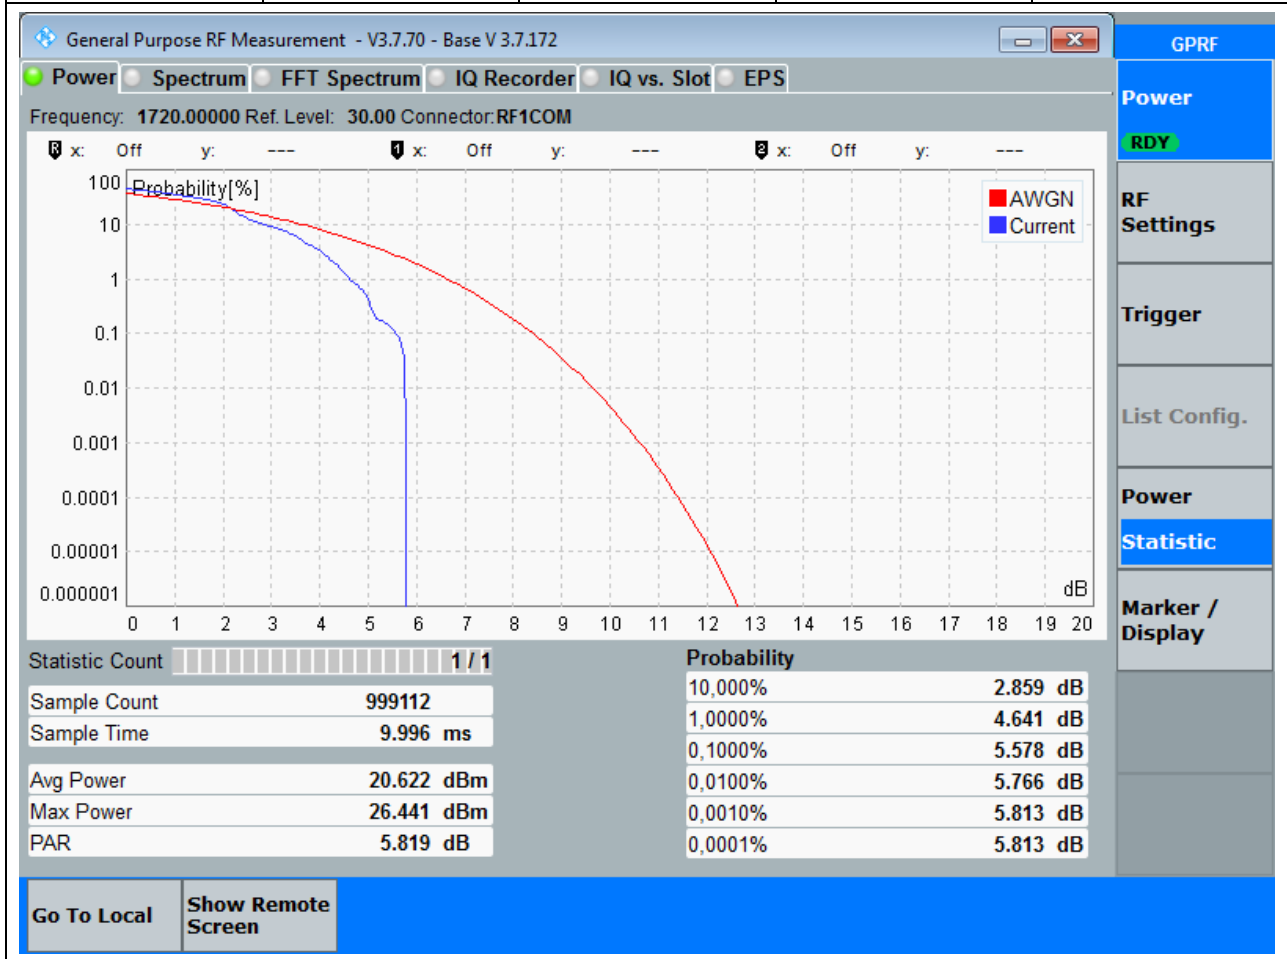 General Purpose RF Measurement - V3.7.70 - Base V 3.7.172
GPRF
Power Spectrum FFT Spectrum IQ Recorder IQ vs. Slot EPS
Power
RDY
Frequency: 1720.00000 Ref. Level: 30.00 Connector:RF1COM
R x: Off y: --- 1 x: Off y: --- 2 x: Off y: ---
Probability[%]
100
10
1
0.1
0.01
0.001
0.0001
0.00001
0.000001
AWGN
Current
dB
0 1 2 3 4 5 6 7 8 9 10 11 12 13 14 15 16 17 18 19 20
RF
Settings
Trigger
List Config.
Power
Statistic
Marker /
Display
Statistic Count 1 / 1
Sample Count 999112
Sample Time 9.996 ms
Avg Power 20.622 dBm
Max Power 26.441 dBm
PAR 5.819 dB
Probability
10,000% 2.859 dB
1,0000% 4.641 dB
0,1000% 5.578 dB
0,0100% 5.766 dB
0,0010% 5.813 dB
0,0001% 5.813 dB
Go To Local
Show Remote
Screen